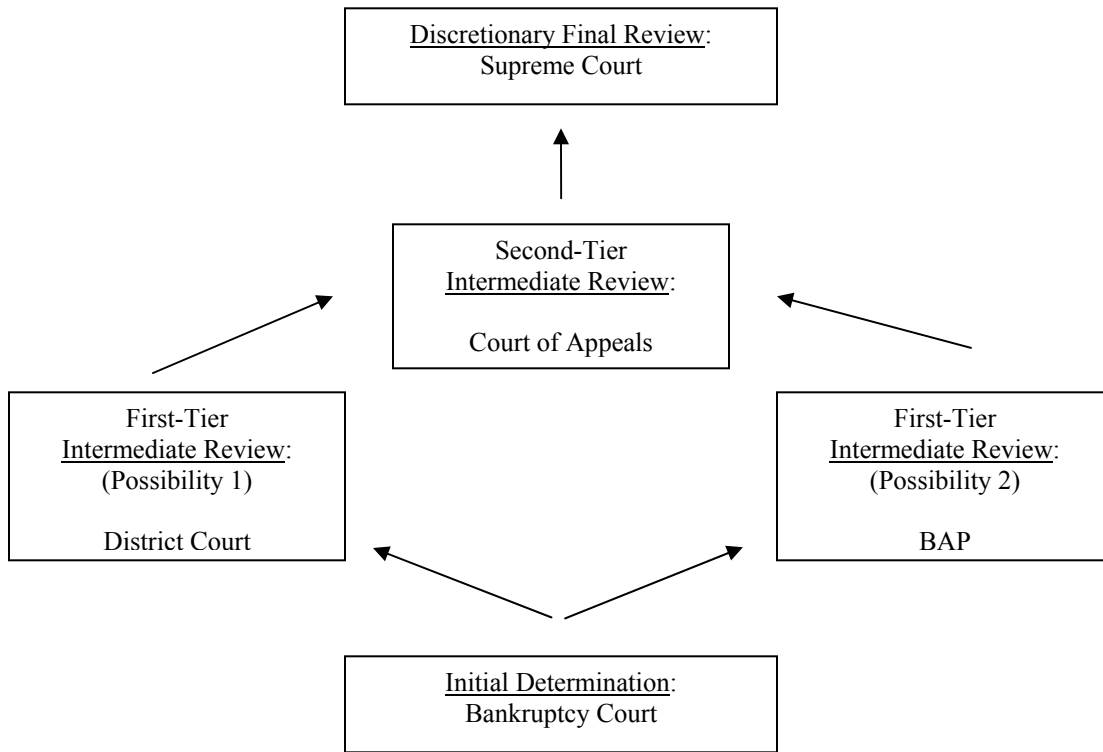 Discretionary Final Review:
Supreme Court
Second-Tier
Intermediate Review:
Court of Appeals
First-Tier
Intermediate Review:
(Possibility 1)
District Court
First-Tier
Intermediate Review:
(Possibility 2)
BAP
Initial Determination:
Bankruptcy Court